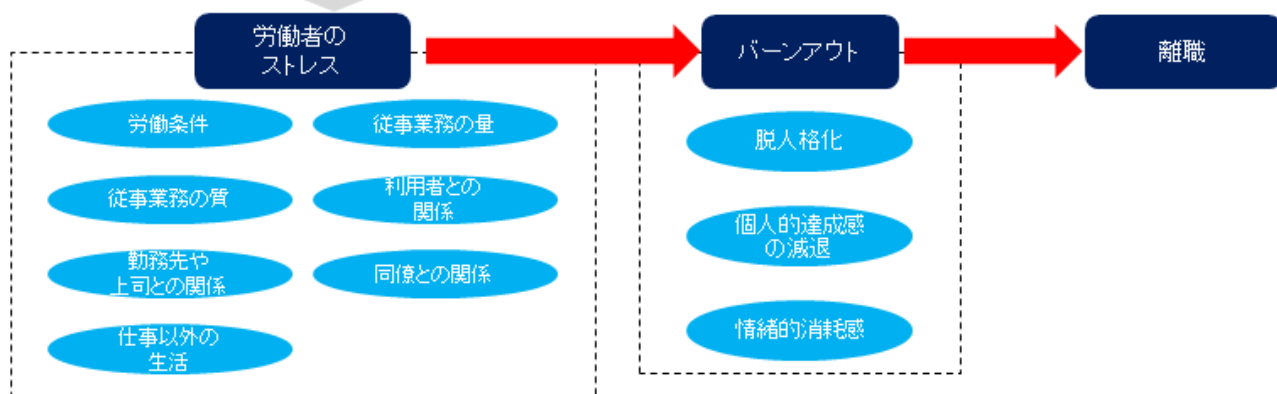 労働者の
ストレス
バーンアウト
離職
労働条件
従事業務の量
従事業務の質
利用者との
関係
勤務先や
上司との関係
同僚との関係
仕事以外の
生活
脱人格化
個人的達成感
の減退
情緒的消耗感